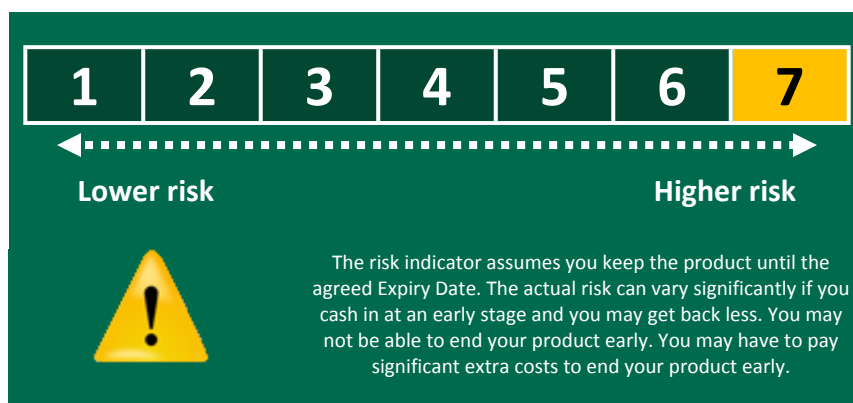 1 2 3 4 5 6 7
Lower risk Higher risk
The risk indicator assumes you keep the product until the
agreed Expiry Date. The actual risk can vary significantly if you
cash in at an early stage and you may get back less. You may
not be able to end your product early. You may have to pay
significant extra costs to end your product early.